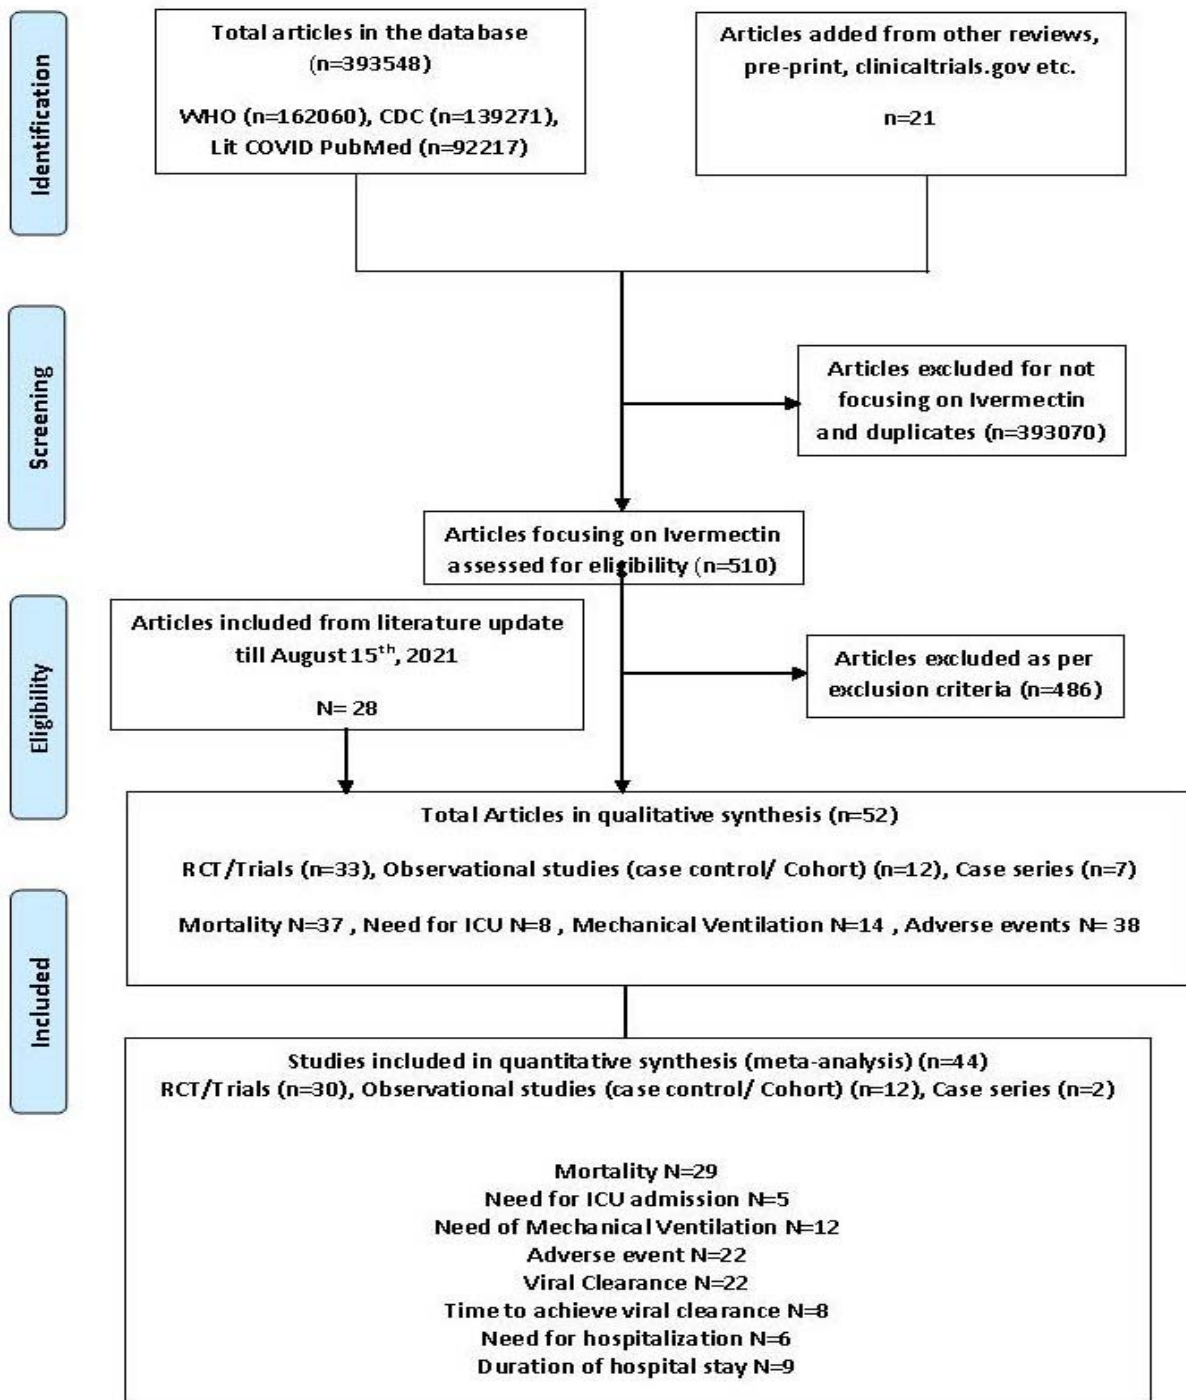 Identification
Total articles in the database
(n=393548)
WHO (n=162060), CDC (n=139271),
Lit COVID PubMed (n=92217)
Articles added from other reviews,
pre-print, clinicaltrials.gov etc.
n=21
Screening
Articles excluded for not
focusing on Ivermectin
and duplicates (n=393070)
Articles focusing on Ivermectin
assessed for eligibility (n=510)
Eligibility
Articles included from literature update
till August 15th, 2021
N= 28
Articles excluded as per
exclusion criteria (n=486)
Total Articles in qualitative synthesis (n=52)
RCT/Trials (n=33), Observational studies (case control/ Cohort) (n=12), Case series (n=7)
Mortality N=37 , Need for ICU N=8 , Mechanical Ventilation N=14 , Adverse events N= 38
Included
Studies included in quantitative synthesis (meta-analysis) (n=44)
RCT/Trials (n=30), Observational studies (case control/ Cohort) (n=12), Case series (n=2)
Mortality N=29
Need for ICU admission N=5
Need of Mechanical Ventilation N=12
Adverse event N=22
Viral Clearance N=22
Time to achieve viral clearance N=8
Need for hospitalization N=6
Duration of hospital stay N=9